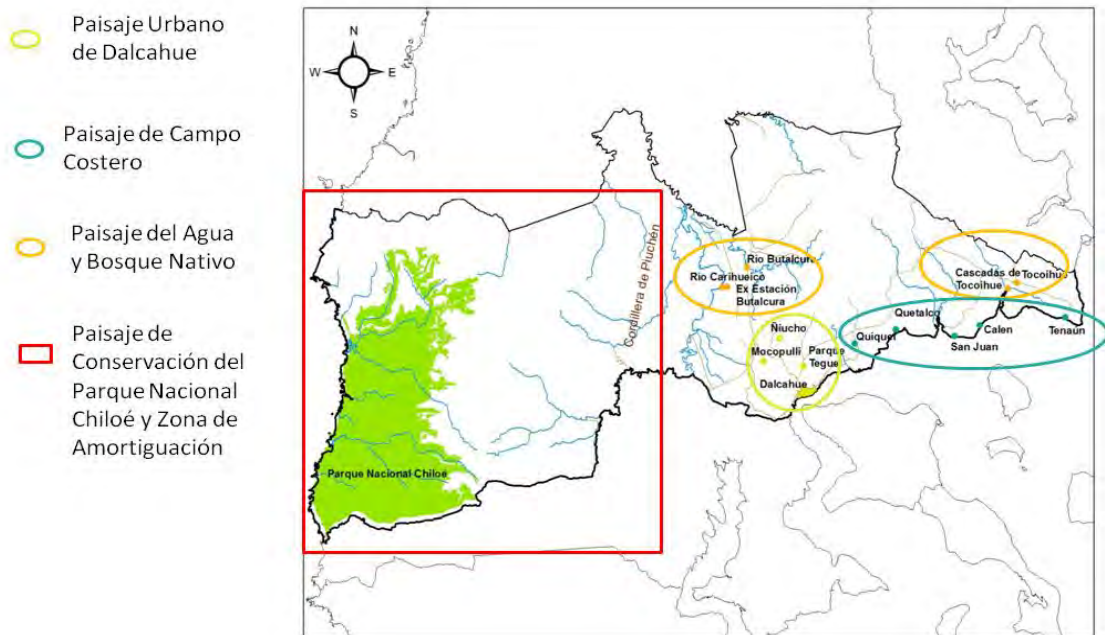 Paisaje Urbano
de Dalcahue
Paisaje de Campo
Costero
Paisaje del Agua
y Bosque Nativo
Paisaje de
Conservación del
Parque Nacional
Chiloé y Zona de
Amortiguación
N
W
E
S
Cordillera de Piuchén
Parque Nacional Chiloé
Rio Butalcura
Rio Carihueico
Ex Estación
Butalcura
Ñiucho
Mocopulli
Parque
Tegue
Dalcahue
Cascadas de
Tocoihue
Tocoihue
Quetalco
Quiquel
Calen
San Juan
Tenaún